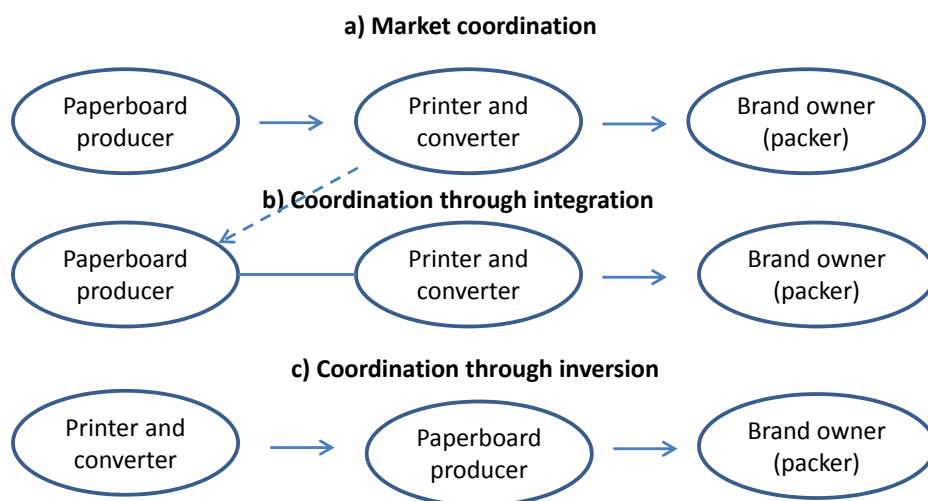 a) Market coordination
Paperboard
producer
Printer and
converter
Brand owner
(packer)
b) Coordination through integration
Paperboard
producer
Printer and
converter
Brand owner
(packer)
c) Coordination through inversion
Printer and
converter
Paperboard
producer
Brand owner
(packer)